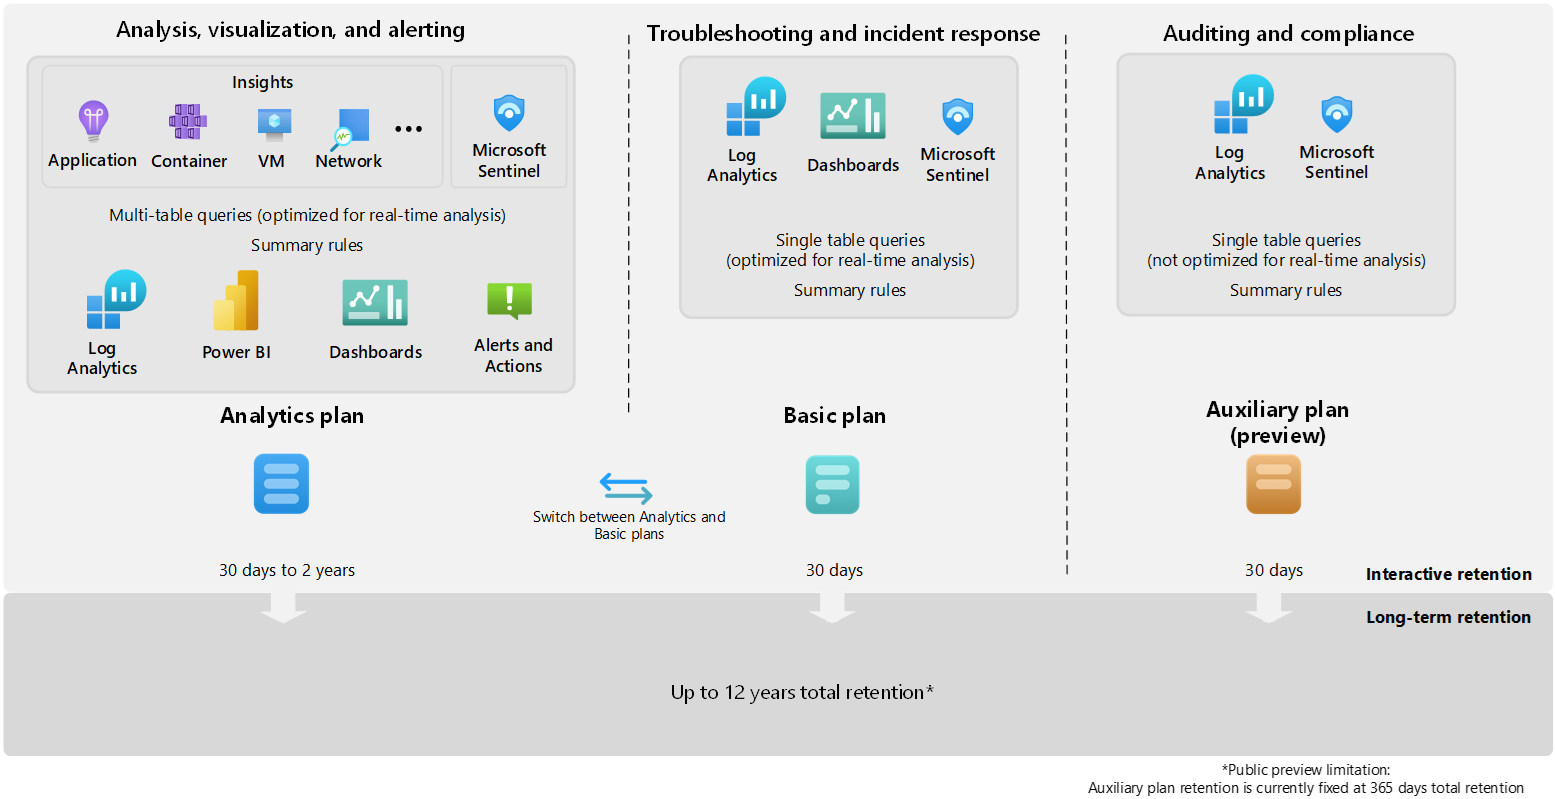 Analysis, visualization, and alerting
Insights
Application
Container
VM
Network
Microsoft
Sentinel
Multi-table queries (optimized for real-time analysis)
Summary rules
Log
Analytics
Power BI
Dashboards
Alerts and
Actions
Analytics plan
30 days to 2 years
Switch between Analytics and
Basic plans
Troubleshooting and incident response
Log
Analytics
Dashboards
Microsoft
Sentinel
Single table queries
(optimized for real-time analysis)
Summary rules
Basic plan
30 days
Auditing and compliance
Log
Analytics
Microsoft
Sentinel
Single table queries
(not optimized for real-time analysis)
Summary rules
Auxiliary plan
(preview)
30 days
Interactive retention
Long-term retention
Up to 12 years total retention*
*Public preview limitation:
Auxiliary plan retention is currently fixed at 365 days total retention